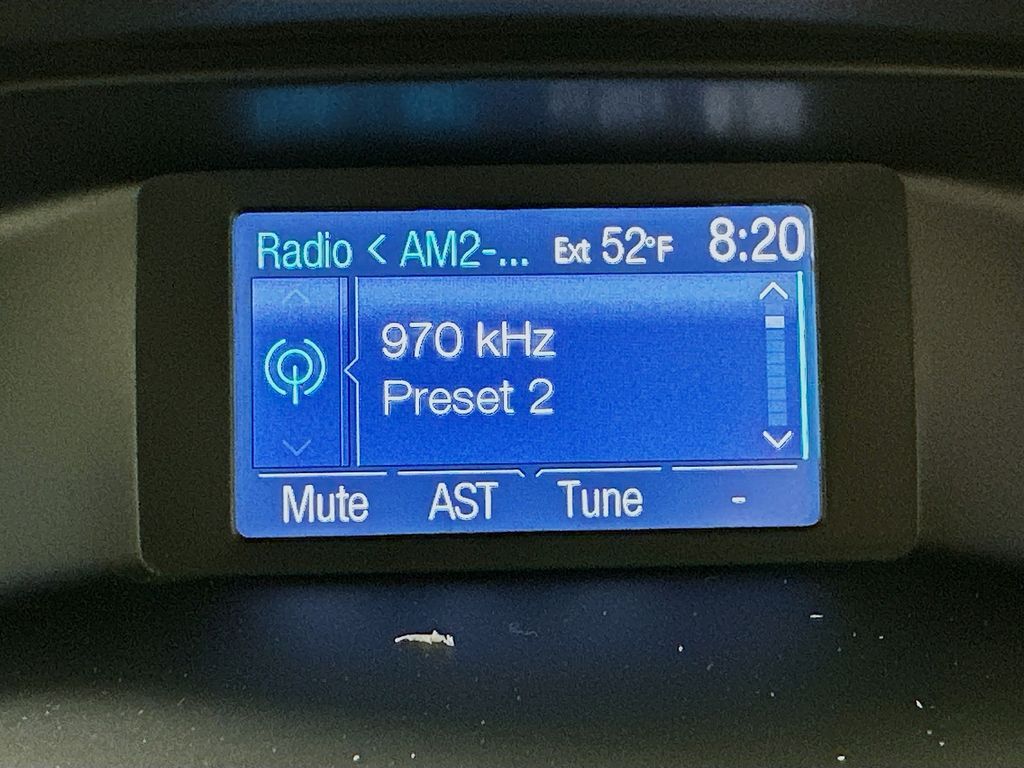 Radio < AM2-... Ext 52°F 8:20
970 kHz
Preset 2
Mute AST Tune -